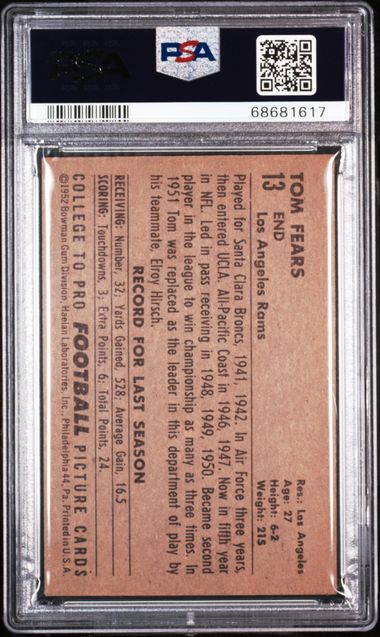 PSA
PSA
68681617
TOM FEARS
13 END
Los Angeles Rams
Res.: Los Angeles
Age: 27
Height: 6-2
Weight: 215
Played for Santa Clara Broncs, 1941, 1942. In Air Force three years,
then entered UCLA. All-Pacific Coast in 1946, 1947. Now in fifth year
in NFL. Led in pass receiving in 1948, 1949, 1950. Became second
player in the league to win championship as many as three times. In
1951 Tom was replaced as the leader in this department of play by
his teammate, Elroy Hirsch.
RECORD FOR LAST SEASON
RECEIVING: Number, 32; Yards Gained, 528; Average Gain, 16.5
SCORING: Touchdowns, 3; Extra Points, 6; Total Points, 24.
COLLEGE TO PRO FOOTBALL PICTURE CARDS
©1952 Bowman Gum Division, Haelan Laboratories, Inc., Philadelphia 44, Pa. Printed in U.S.A.